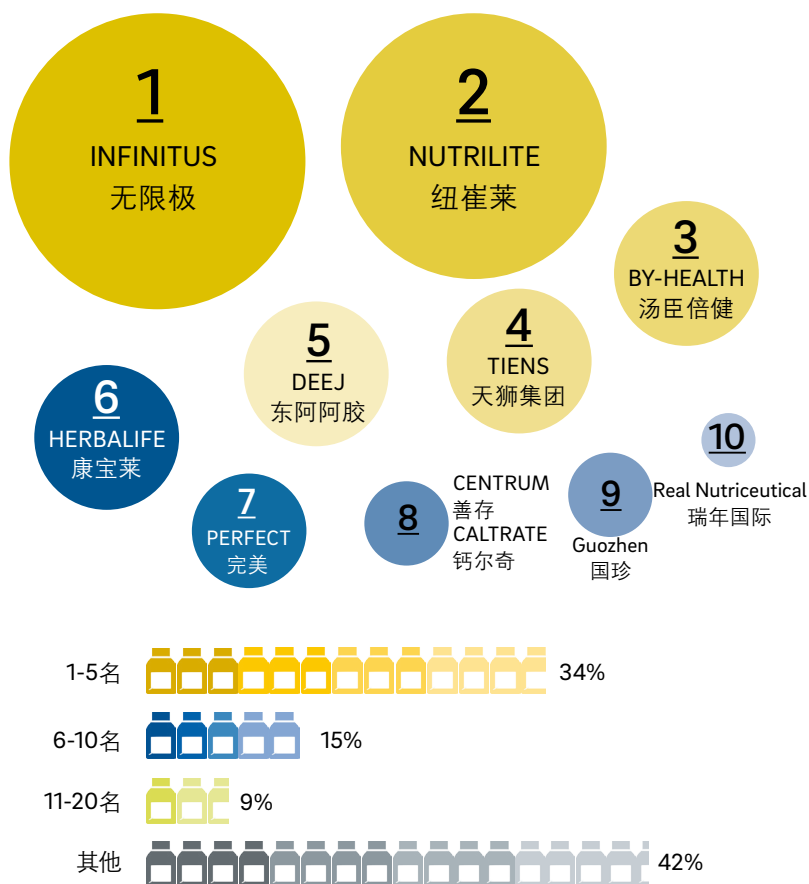 1
INFINITUS
无限极
2
NUTRILITE
纽崔莱
3
BY-HEALTH
汤臣倍健
4
TIENS
天狮集团
5
DEEJ
东阿阿胶
6
HERBALIFE
康宝莱
7
PERFECT
完美
8
CENTRUM
善存
CALTRATE
钙尔奇
9
Guozhen
国珍
10
Real Nutriceutical
瑞年国际
1-5名 34%
6-10名 15%
11-20名 9%
其他 42%